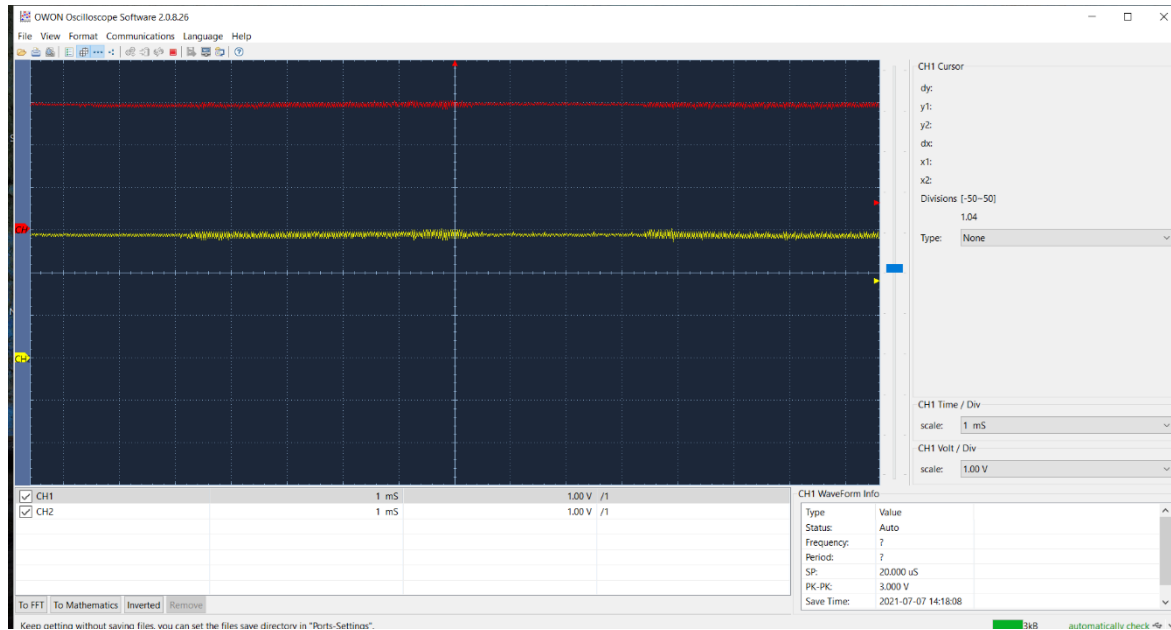 OWON Oscilloscope Software 2.0.8.26
File View Format Communications Language Help
CH1 Cursor
dy:
y1:
y2:
dx:
x1:
x2:
Divisions [-50~50]
1.04
Type: None
CH
CH
CH1 Time / Div
scale: 1 mS
CH1 Volt / Div
scale: 1.00 V
CH1 1 mS 1.00 V /1
CH2 1 mS 1.00 V /1
CH1 WaveForm Info
Type Value
Status: Auto
Frequency: ?
Period: ?
SP: 20.000 uS
PK-PK: 3.000 V
Save Time: 2021-07-07 14:18:08
To FFT To Mathematics Inverted Remove
Keep getting without saving files, you can set the files save directory in "Ports-Settings". 3kB automatically check